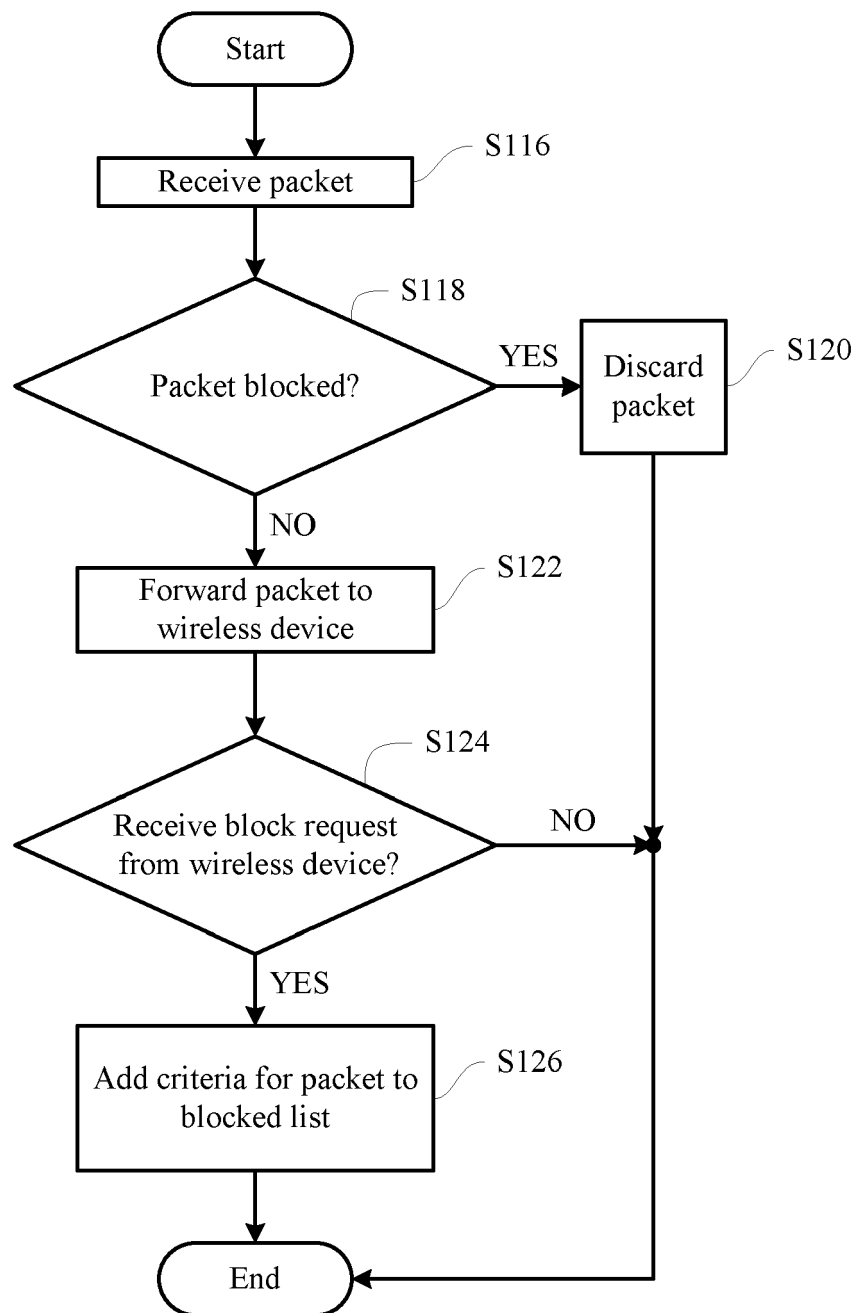 Start
S116
Receive packet
S118
Packet blocked?
YES
S120
Discard
packet
NO
S122
Forward packet to
wireless device
S124
Receive block request
from wireless device?
NO
YES
S126
Add criteria for packet to
blocked list
End